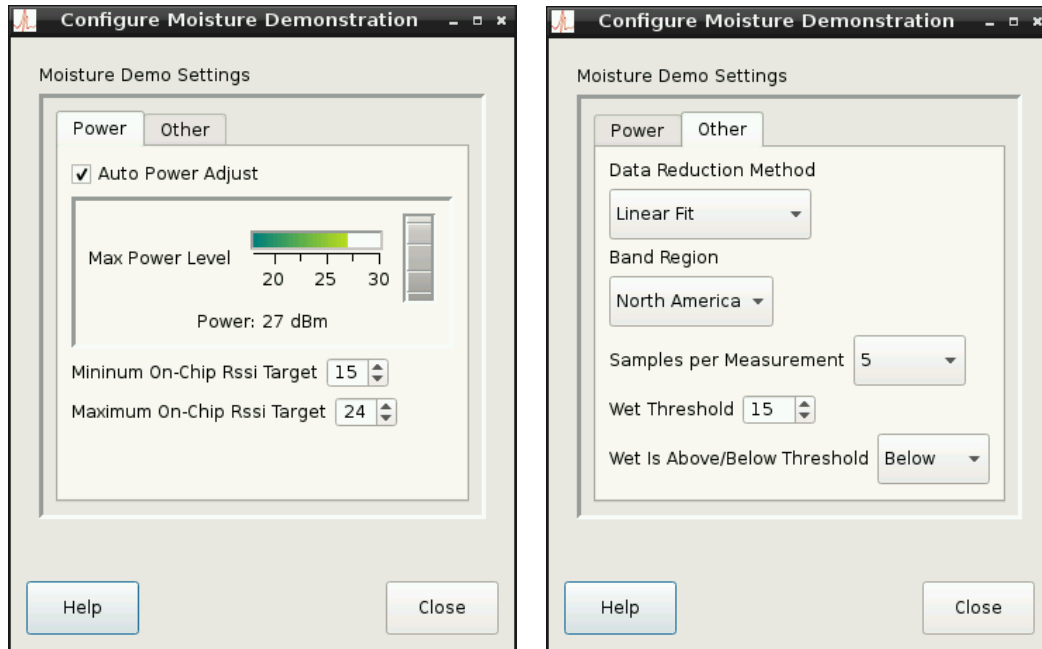 Configure Moisture Demonstration
Moisture Demo Settings
Power Other
Auto Power Adjust
Max Power Level
20 25 30
Power: 27 dBm
Mininum On-Chip Rssi Target 15
Maximum On-Chip Rssi Target 24
Help Close
Configure Moisture Demonstration
Moisture Demo Settings
Power Other
Data Reduction Method
Linear Fit
Band Region
North America
Samples per Measurement 5
Wet Threshold 15
Wet Is Above/Below Threshold Below
Help Close